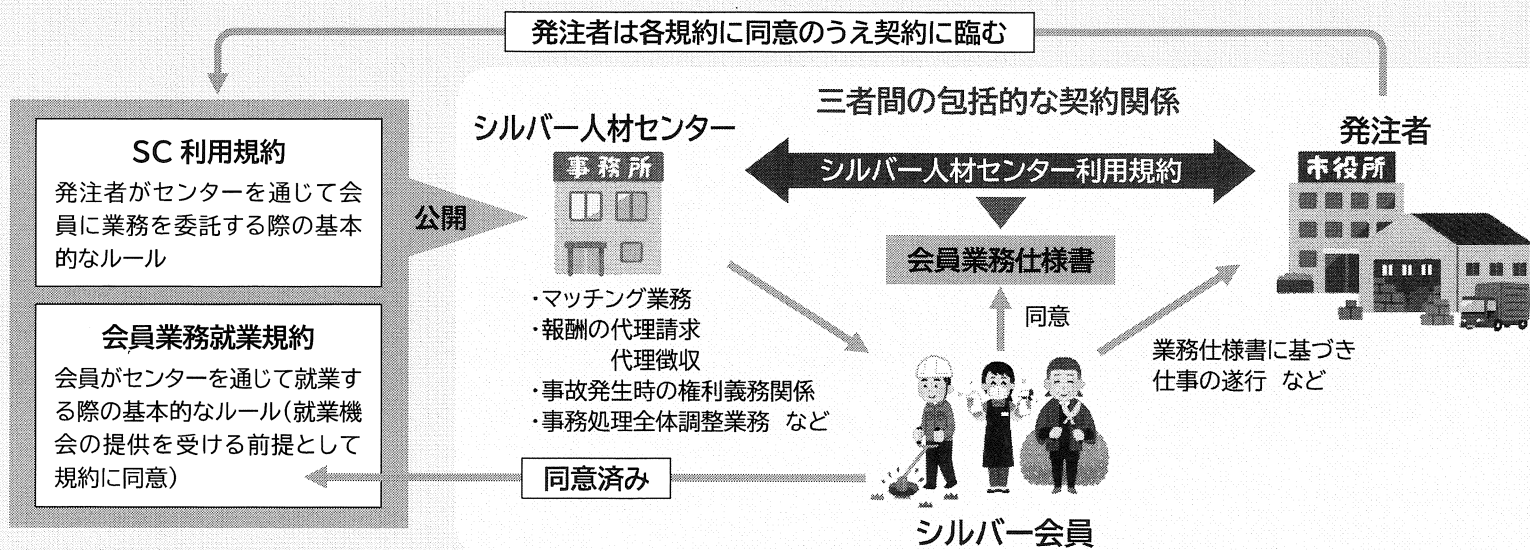 発注者は各規約に同意のうえ契約に臨む
三者間の包括的な契約関係
SC 利用規約
発注者がセンターを通じて会
員に業務を委託する際の基本
的なルール
会員業務就業規約
会員がセンターを通じて就業す
る際の基本的なルール(就業機
会の提供を受ける前提として
規約に同意)
公開
シルバー人材センター
事務所
・マッチング業務
・報酬の代理請求
代理徴収
・事故発生時の権利義務関係
・事務処理全体調整業務 など
シルバー人材センター利用規約
会員業務仕様書
同意
発注者
市役所
業務仕様書に基づき
仕事の遂行 など
同意済み
シルバー会員